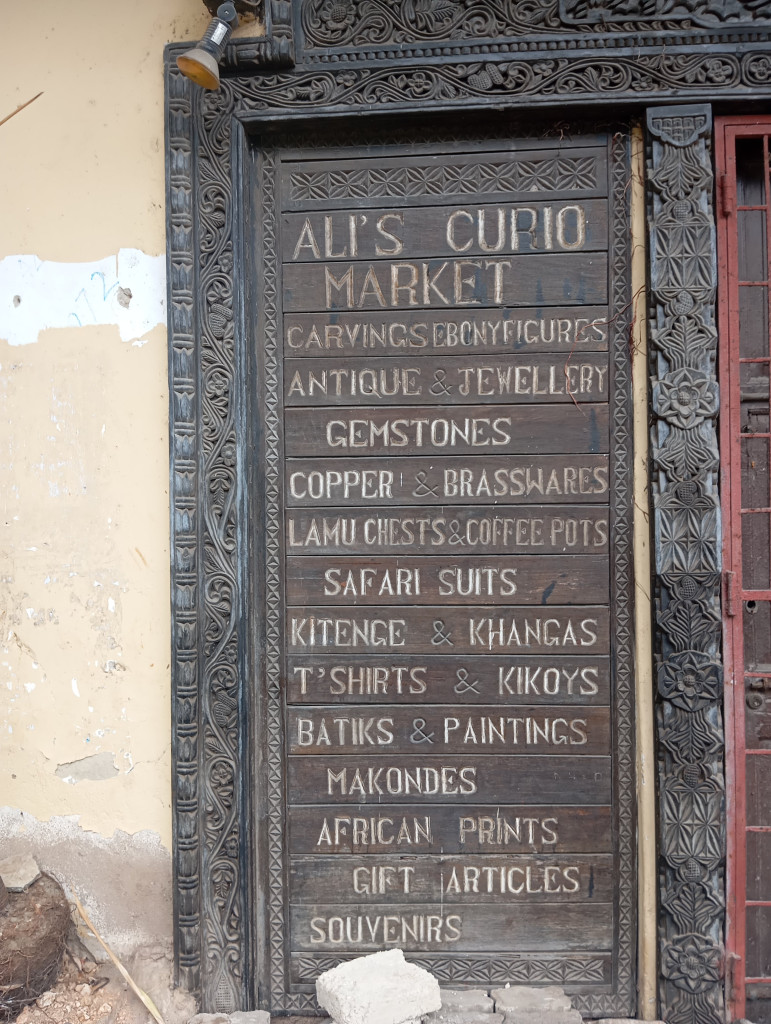 ALI'S CURIO
MARKET
CARVINGS EBONY FIGURES
ANTIQUE & JEWELLERY
GEMSTONES
COPPER & BRASSWARES
LAMU CHESTS & COFFEE POTS
SAFARI SUITS
KITENGE & KHANGAS
T'SHIRTS & KIKOYS
BATIKS & PAINTINGS
MAKONDES
AFRICAN PRINTS
GIFT ARTICLES
SOUVENIRS